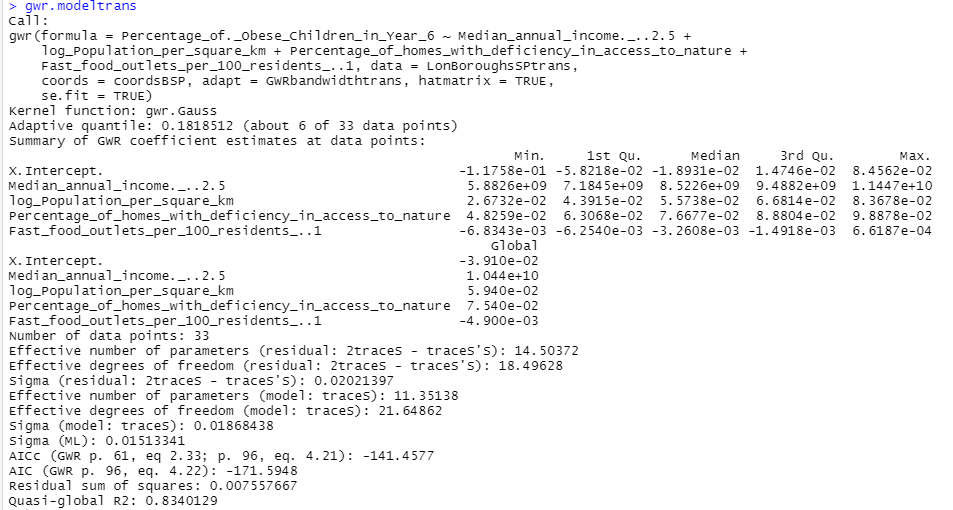 > gwr.modeltrans
Call:
gwr(formula = Percentage_of._Obese_Children_in_Year_6 ~ Median_annual_income._..2.5 +
    log_Population_per_square_km + Percentage_of_homes_with_deficiency_in_access_to_nature +
    Fast_food_outlets_per_100_residents_..1, data = LonBoroughsSPtrans,
    coords = coordsBSP, adapt = GWRbandwidthtrans, hatmatrix = TRUE,
    se.fit = TRUE)
Kernel function: gwr.Gauss
Adaptive quantile: 0.1818512 (about 6 of 33 data points)
Summary of GWR coefficient estimates at data points:
                                                               Min.     1st Qu.      Median     3rd Qu.        Max.
X.Intercept.                                            -1.1758e-01 -5.8218e-02 -1.8931e-02  1.4746e-02  8.4562e-02
Median_annual_income._..2.5                              5.8826e+09  7.1845e+09  8.5226e+09  9.4882e+09  1.1447e+10
log_Population_per_square_km                             2.6732e-02  4.3915e-02  5.5738e-02  6.6814e-02  8.3678e-02
Percentage_of_homes_with_deficiency_in_access_to_nature  4.8259e-02  6.3068e-02  7.6677e-02  8.8804e-02  9.8878e-02
Fast_food_outlets_per_100_residents_..1                 -6.8343e-03 -6.2540e-03 -3.2608e-03 -1.4918e-03  6.6187e-04
                                                            Global
X.Intercept.                                            -3.910e-02
Median_annual_income._..2.5                              1.044e+10
log_Population_per_square_km                             5.940e-02
Percentage_of_homes_with_deficiency_in_access_to_nature  7.540e-02
Fast_food_outlets_per_100_residents_..1                 -4.900e-03
Number of data points: 33
Effective number of parameters (residual: 2traceS - traceS'S): 14.50372
Effective degrees of freedom (residual: 2traceS - traceS'S): 18.49628
Sigma (residual: 2traceS - traceS'S): 0.02021397
Effective number of parameters (model: traceS): 11.35138
Effective degrees of freedom (model: traceS): 21.64862
Sigma (model: traceS): 0.01868438
Sigma (ML): 0.01513341
AICc (GWR p. 61, eq 2.33; p. 96, eq. 4.21): -141.4577
AIC (GWR p. 96, eq. 4.22): -171.5948
Residual sum of squares: 0.007557667
Quasi-global R2: 0.8340129